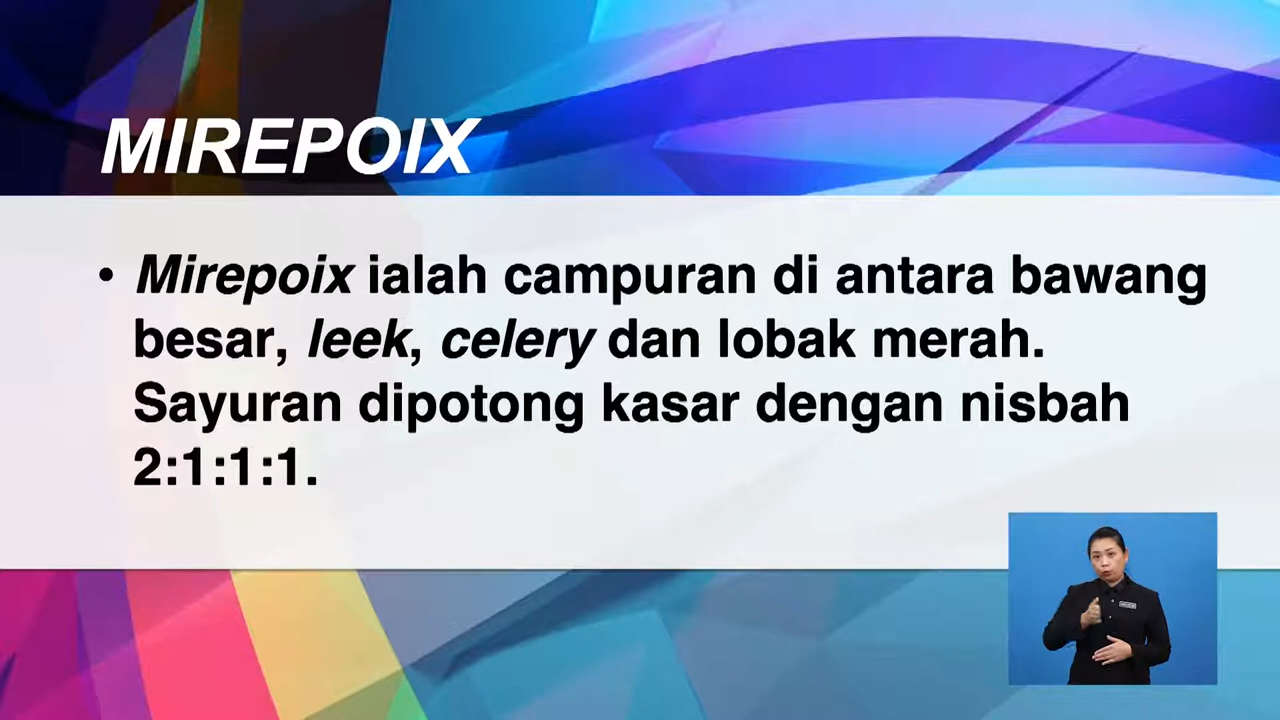 MIREPOIX
• Mirepoix ialah campuran di antara bawang
besar, leek, celery dan lobak merah.
Sayuran dipotong kasar dengan nisbah
2:1:1:1.